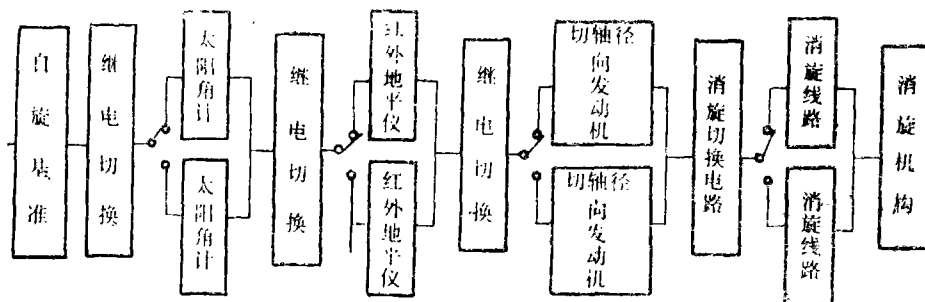 自旋基准
继电切换
太阳角计
太阳角计
继电切换
红外地平仪
红外地平仪
继电切换
切轴径
向发动机
切轴径
向发动机
消旋切换电路
消旋线路
消旋线路
消旋机构